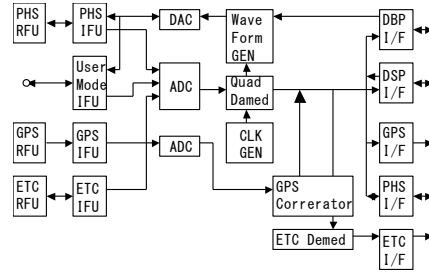 PHS
RFU
PHS
IFU
DAC
Wave
Form
GEN
DBP
I/F
User
Mode
IFU
ADC
Quad
Damed
DSP
I/F
GPS
RFU
GPS
IFU
ADC
CLK
GEN
GPS
I/F
ETC
RFU
ETC
IFU
GPS
Correrator
PHS
I/F
ETC Demed
ETC
I/F